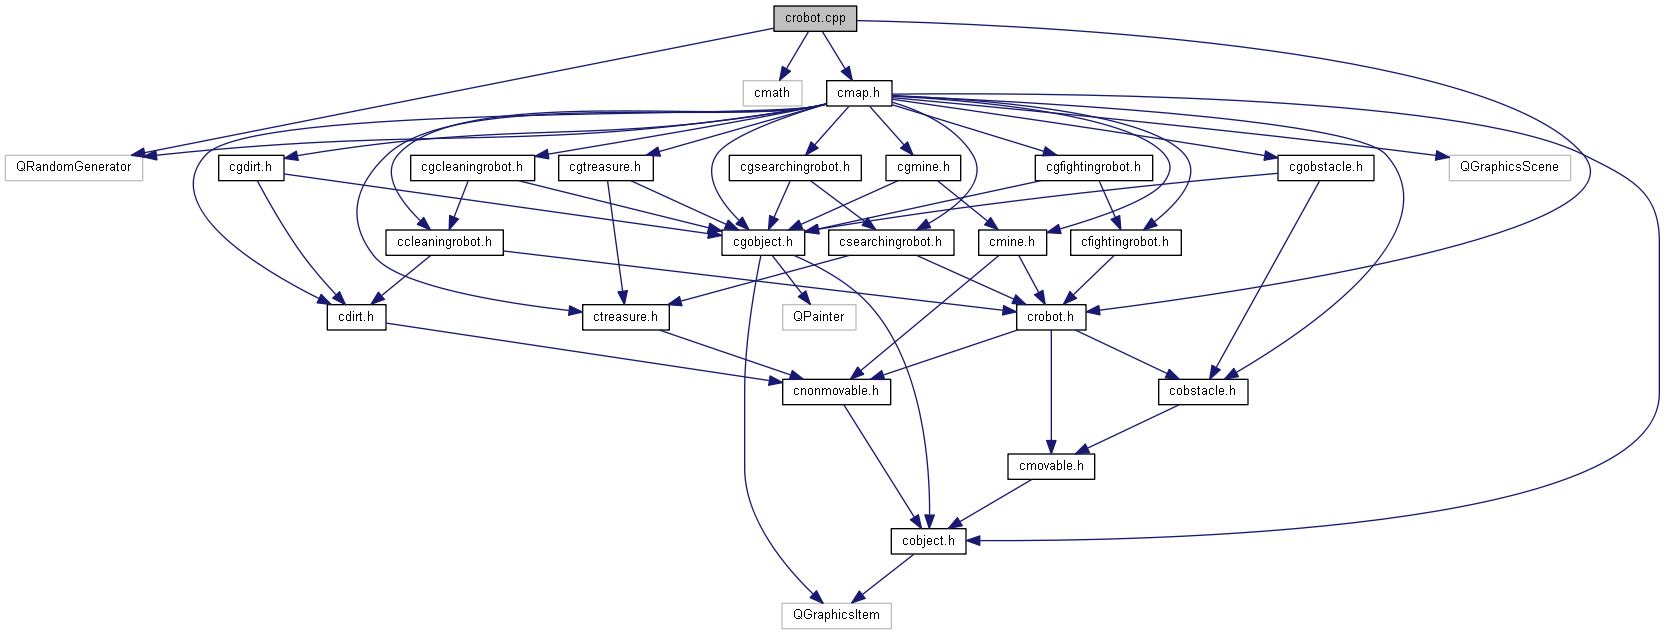 crobot.cpp
cmath
cmap.h
QRandomGenerator
cgdirt.h
cgcleaningrobot.h
cgtreasure.h
cgsearchingrobot.h
cgmine.h
cgfightingrobot.h
cgobstacle.h
QGraphicsScene
ccleaningrobot.h
cgobject.h
csearchingrobot.h
cmine.h
cfightingrobot.h
cdirt.h
ctreasure.h
QPainter
crobot.h
cnonmovable.h
cobstacle.h
cmovable.h
cobject.h
QGraphicsItem